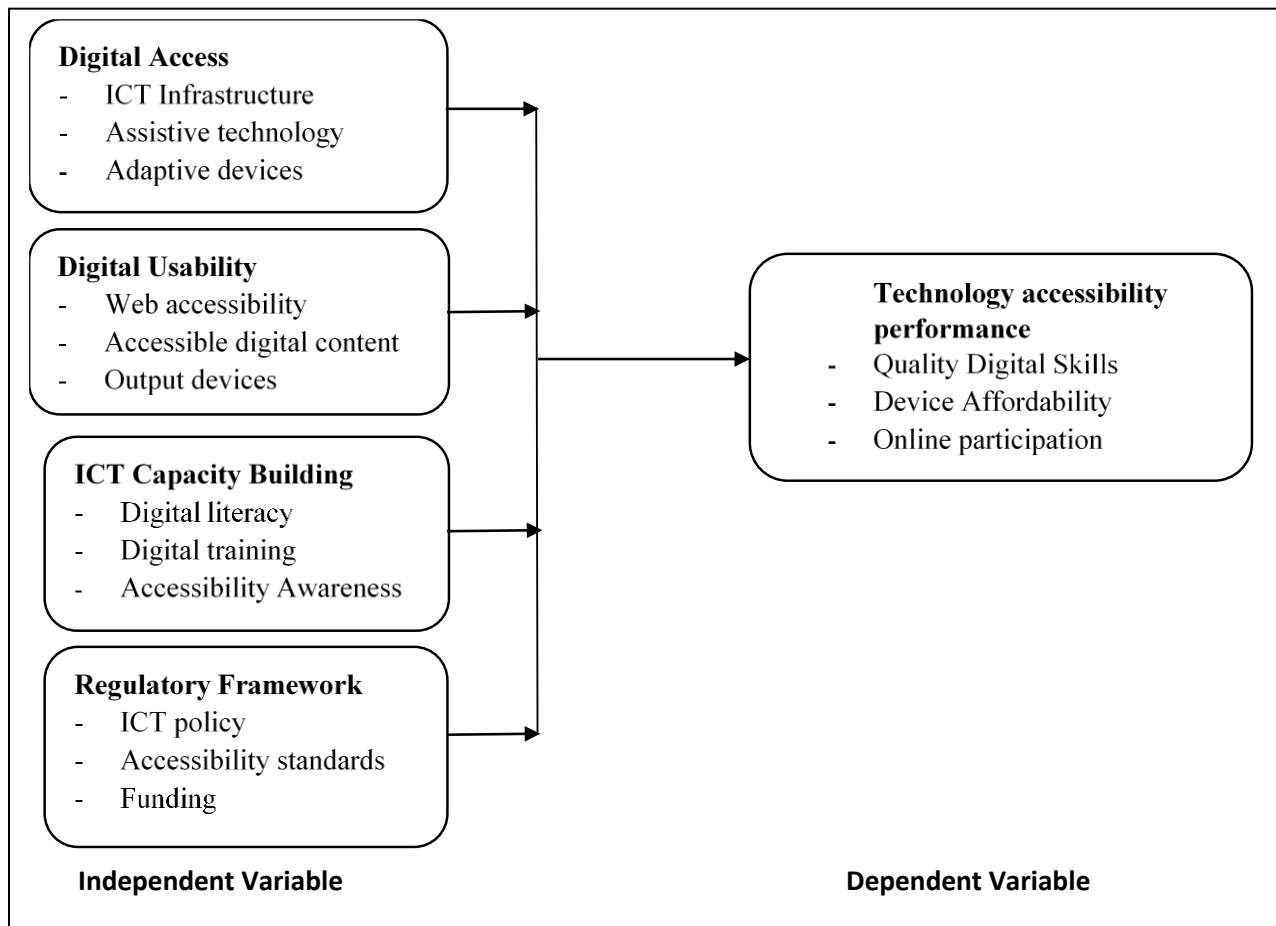 Digital Access
- ICT Infrastructure
- Assistive technology
- Adaptive devices
Digital Usability
- Web accessibility
- Accessible digital content
- Output devices
ICT Capacity Building
- Digital literacy
- Digital training
- Accessibility Awareness
Regulatory Framework
- ICT policy
- Accessibility standards
- Funding
Technology accessibility
performance
- Quality Digital Skills
- Device Affordability
- Online participation
Independent Variable
Dependent Variable